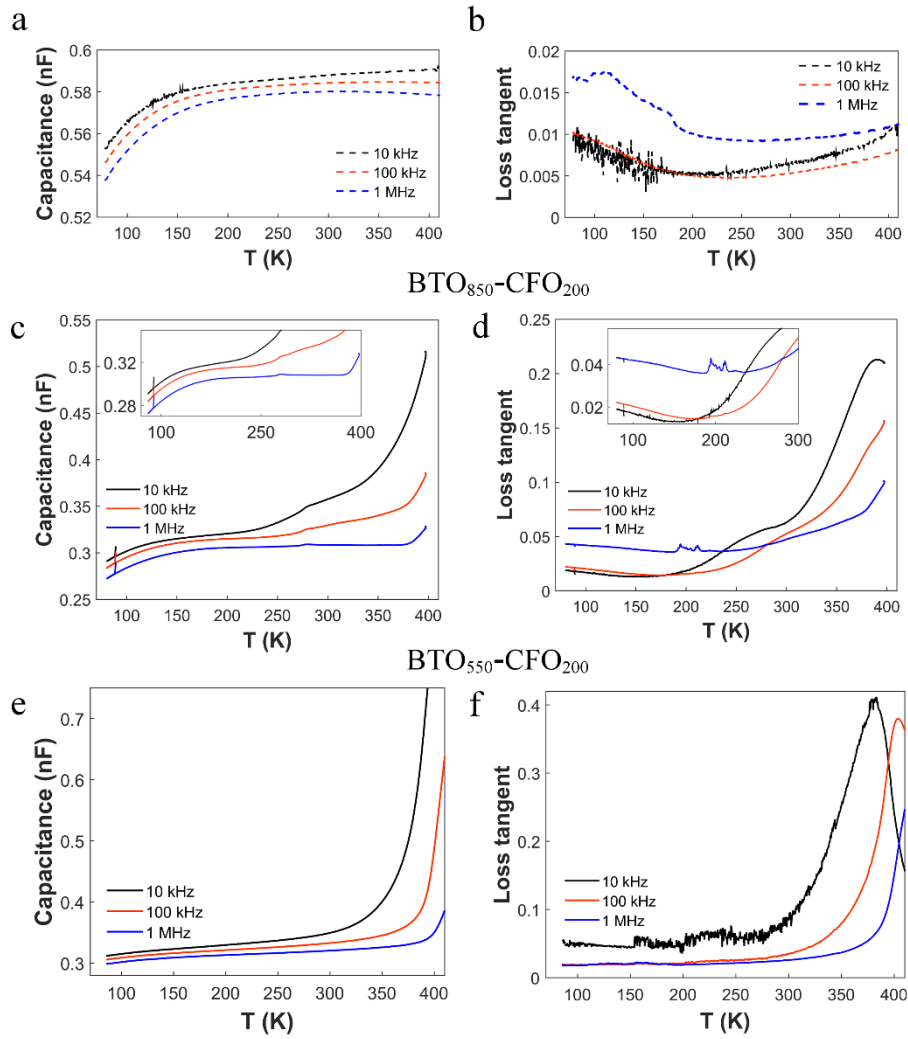 a
Capacitance (nF)
0.6
0.58
0.56
0.54
0.52
10 kHz
100 kHz
1 MHz
100 150 200 250 300 350 400
T (K)
b
Loss tangent
0.02
0.015
0.01
0.005
0
10 kHz
100 kHz
1 MHz
100 150 200 250 300 350 400
T (K)
BTO₈₅₀-CFO₂₀₀
c
Capacitance (nF)
0.55
0.5
0.45
0.4
0.35
0.3
0.25
0.32
0.28
100 250 400
10 kHz
100 kHz
1 MHz
100 150 200 250 300 350 400
T (K)
d
Loss tangent
0.25
0.2
0.15
0.1
0.05
0
0.04
0.02
100 200 300
10 kHz
100 kHz
1 MHz
100 150 200 250 300 350 400
T (K)
BTO₅₅₀-CFO₂₀₀
e
Capacitance (nF)
0.7
0.6
0.5
0.4
0.3
10 kHz
100 kHz
1 MHz
100 150 200 250 300 350 400
T (K)
f
Loss tangent
0.4
0.3
0.2
0.1
0
10 kHz
100 kHz
1 MHz
100 150 200 250 300 350 400
T (K)